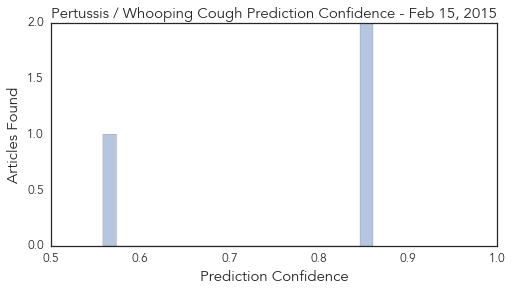 Pertussis / Whooping Cough Prediction Confidence - Feb 15, 2015
2.0
1.5
1.0
0.5
0.0
Articles Found
0.5 0.6 0.7 0.8 0.9 1.0
Prediction Confidence